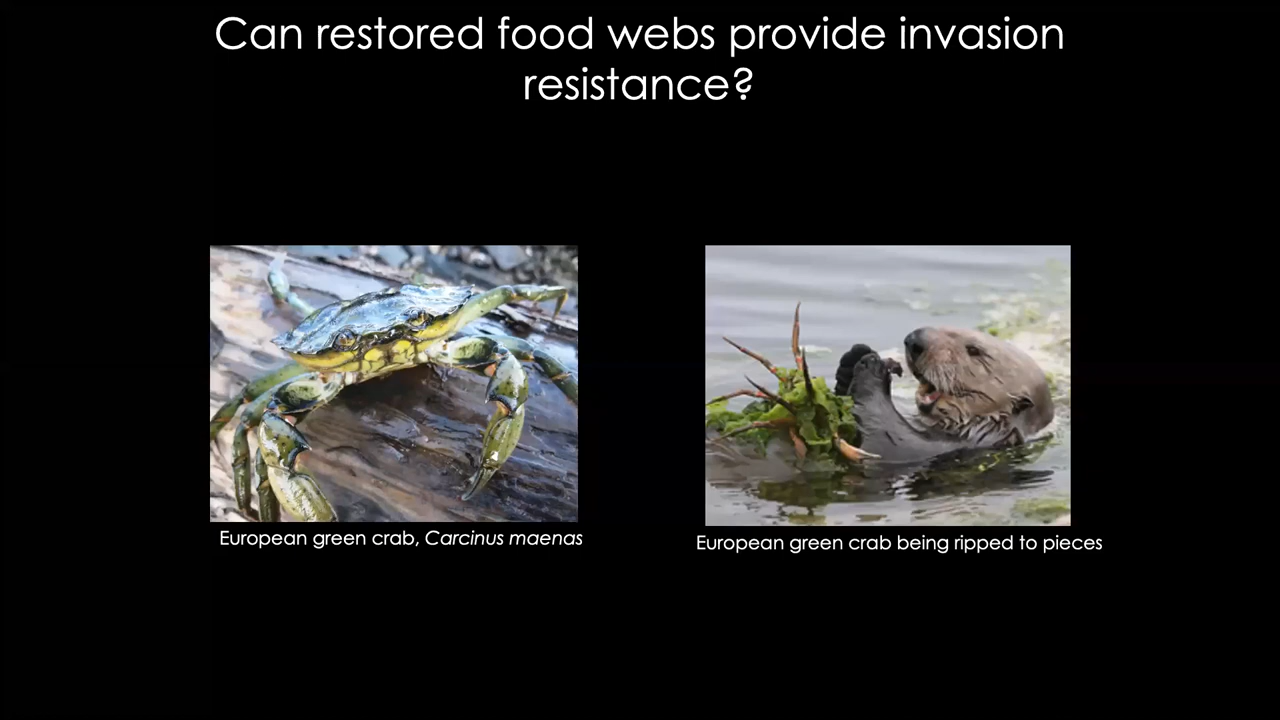 Can restored food webs provide invasion
resistance?
European green crab, Carcinus maenas
European green crab being ripped to pieces